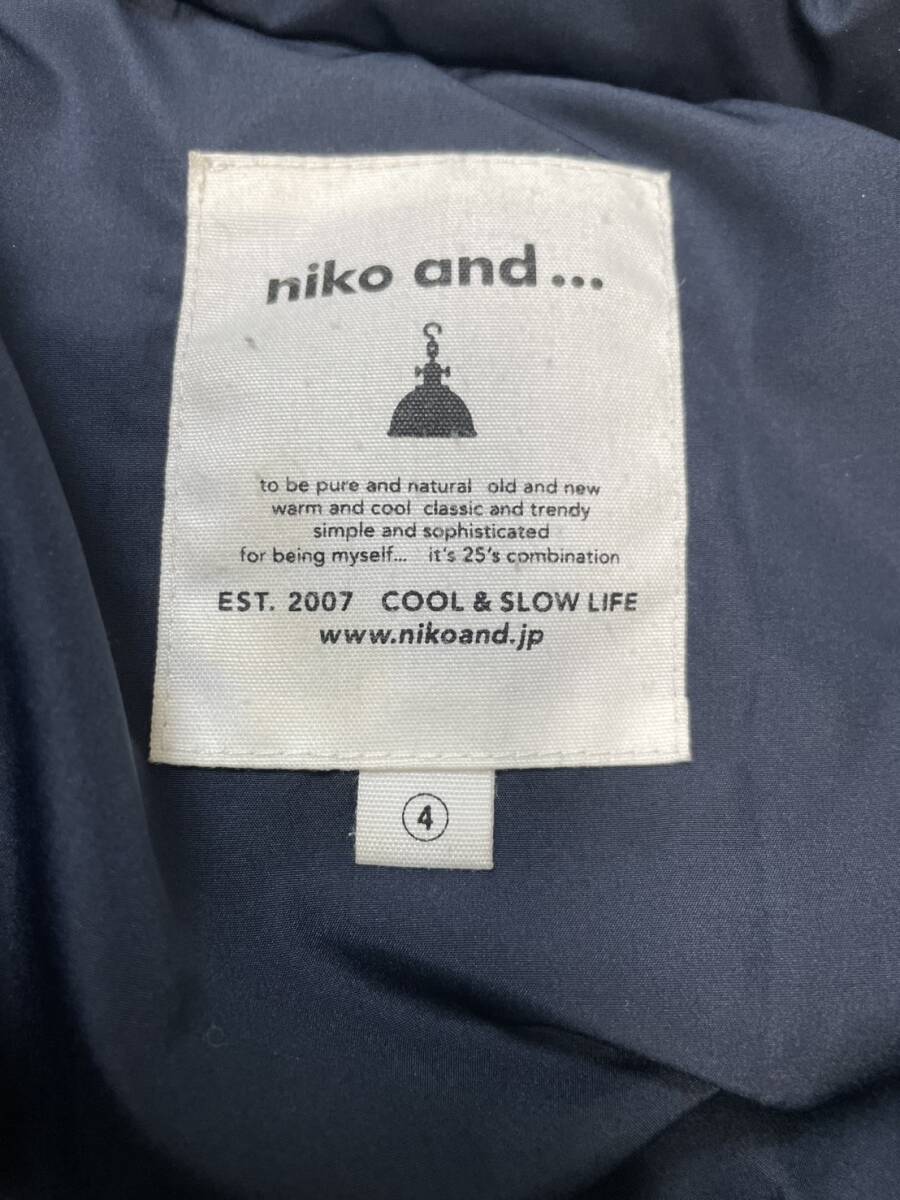 niko and ...
to be pure and natural old and new
warm and cool classic and trendy
simple and sophisticated
for being myself... it's 25's combination
EST. 2007 COOL & SLOW LIFE
www.nikoand.jp
4